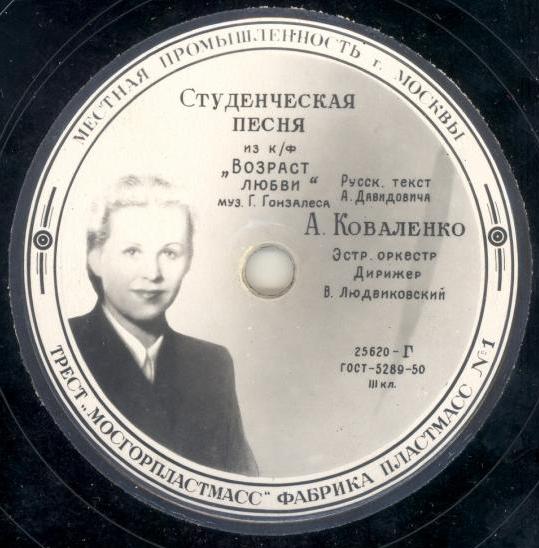 МЕСТНАЯ ПРОМЫШЛЕННОСТЬ г. МОСКВЫ
СТУДЕНЧЕСКАЯ
ПЕСНЯ
ИЗ К/Ф
„ВОЗРАСТ
ЛЮБВИ“
МУЗ. Г. ГОНЗАЛЕСА
РУССК. ТЕКСТ
А. ДАВИДОВИЧА
А. КОВАЛЕНКО
ЭСТР. ОРКЕСТР
ДИРИЖЕР
В. ЛЮДВИКОВСКИЙ
25620-Г
ГОСТ-5289-50
III КЛ.
ТРЕСТ „МОСГОРПЛАСТМАСС“ ФАБРИКА ПЛАСТМАСС №1